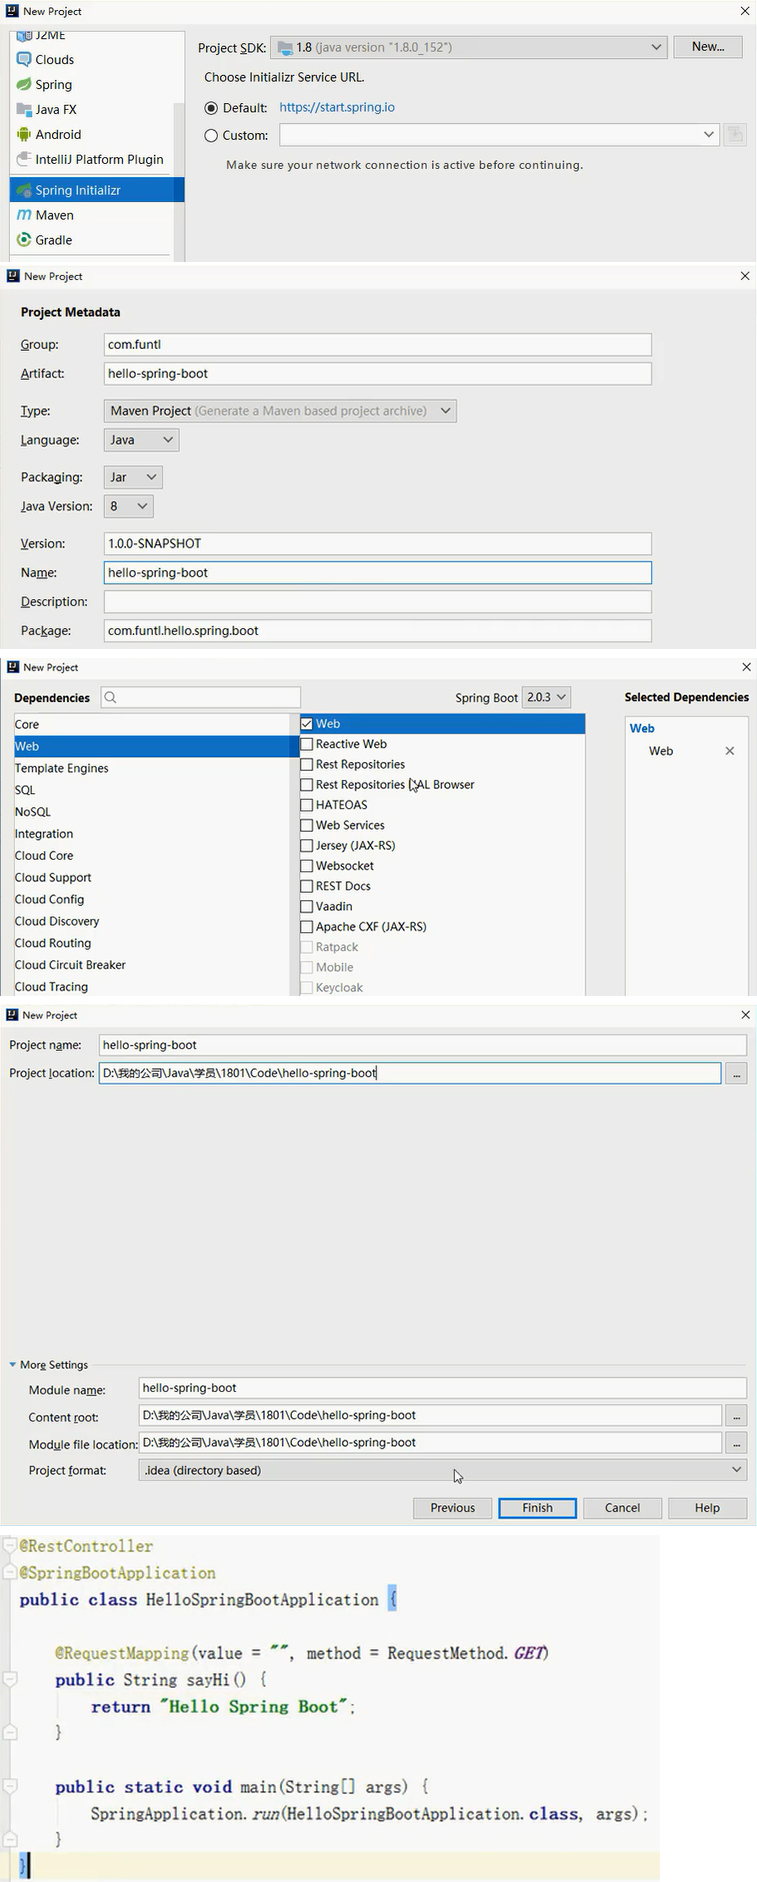 New Project
J2ME
Clouds
Spring
Java FX
Android
IntelliJ Platform Plugin
Spring Initializr
Maven
Gradle
Project SDK: 1.8 (java version "1.8.0_152") New...
Choose Initializr Service URL.
Default: https://start.spring.io
Custom:
Make sure your network connection is active before continuing.
New Project
Project Metadata
Group: com.funtl
Artifact: hello-spring-boot
Type: Maven Project (Generate a Maven based project archive)
Language: Java
Packaging: Jar
Java Version: 8
Version: 1.0.0-SNAPSHOT
Name: hello-spring-boot
Description:
Package: com.funtl.hello.spring.boot
New Project
Dependencies
Spring Boot 2.0.3
Selected Dependencies
Core
Web
Template Engines
SQL
NoSQL
Integration
Cloud Core
Cloud Support
Cloud Config
Cloud Discovery
Cloud Routing
Cloud Circuit Breaker
Cloud Tracing
Web
Reactive Web
Rest Repositories
Rest Repositories HAL Browser
HATEOAS
Web Services
Jersey (JAX-RS)
Websocket
REST Docs
Vaadin
Apache CXF (JAX-RS)
Ratpack
Mobile
Keycloak
Web
Web
New Project
Project name: hello-spring-boot
Project location: D:\我的公司\Java\学员\1801\Code\hello-spring-boot ...
More Settings
Module name: hello-spring-boot
Content root: D:\我的公司\Java\学员\1801\Code\hello-spring-boot ...
Module file location: D:\我的公司\Java\学员\1801\Code\hello-spring-boot ...
Project format: .idea (directory based)
Previous Finish Cancel Help
@RestController
@SpringBootApplication
public class HelloSpringBootApplication {
@RequestMapping(value = "", method = RequestMethod.GET)
public String sayHi() {
return "Hello Spring Boot";
}
public static void main(String[] args) {
SpringApplication.run(HelloSpringBootApplication.class, args);
}
}